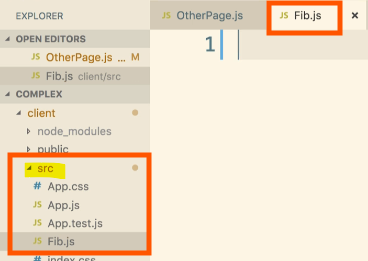 EXPLORER
OPEN EDITORS
JS OtherPage.js ... M
JS Fib.js client/src
COMPLEX
client
node_modules
public
src
# App.css
JS App.js
JS App.test.js
JS Fib.js
# index.css
JS OtherPage.js
JS Fib.js ×
1